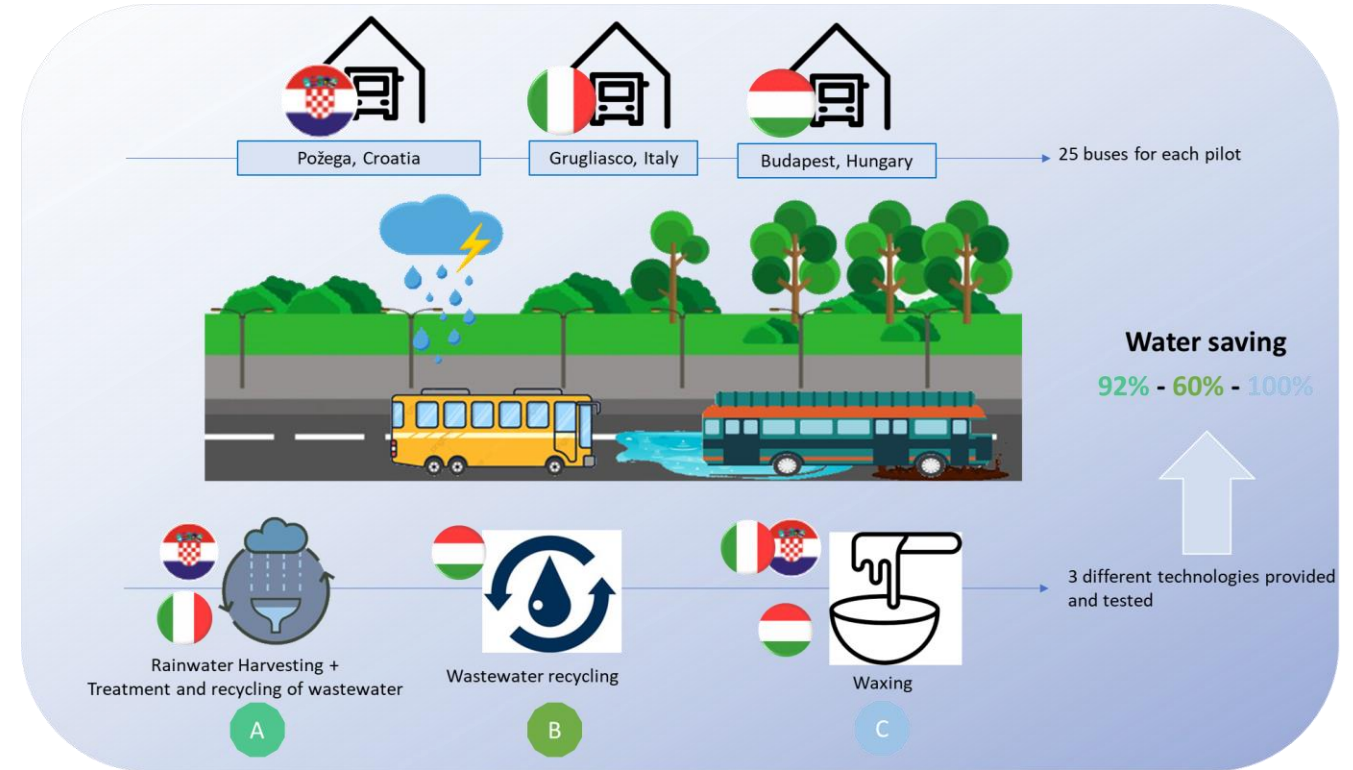 Požega, Croatia
Grugliasco, Italy
Budapest, Hungary
25 buses for each pilot
Water saving
92% - 60% - 100%
3 different technologies provided
and tested
Rainwater Harvesting +
Treatment and recycling of wastewater
Wastewater recycling
Waxing
A
B
C